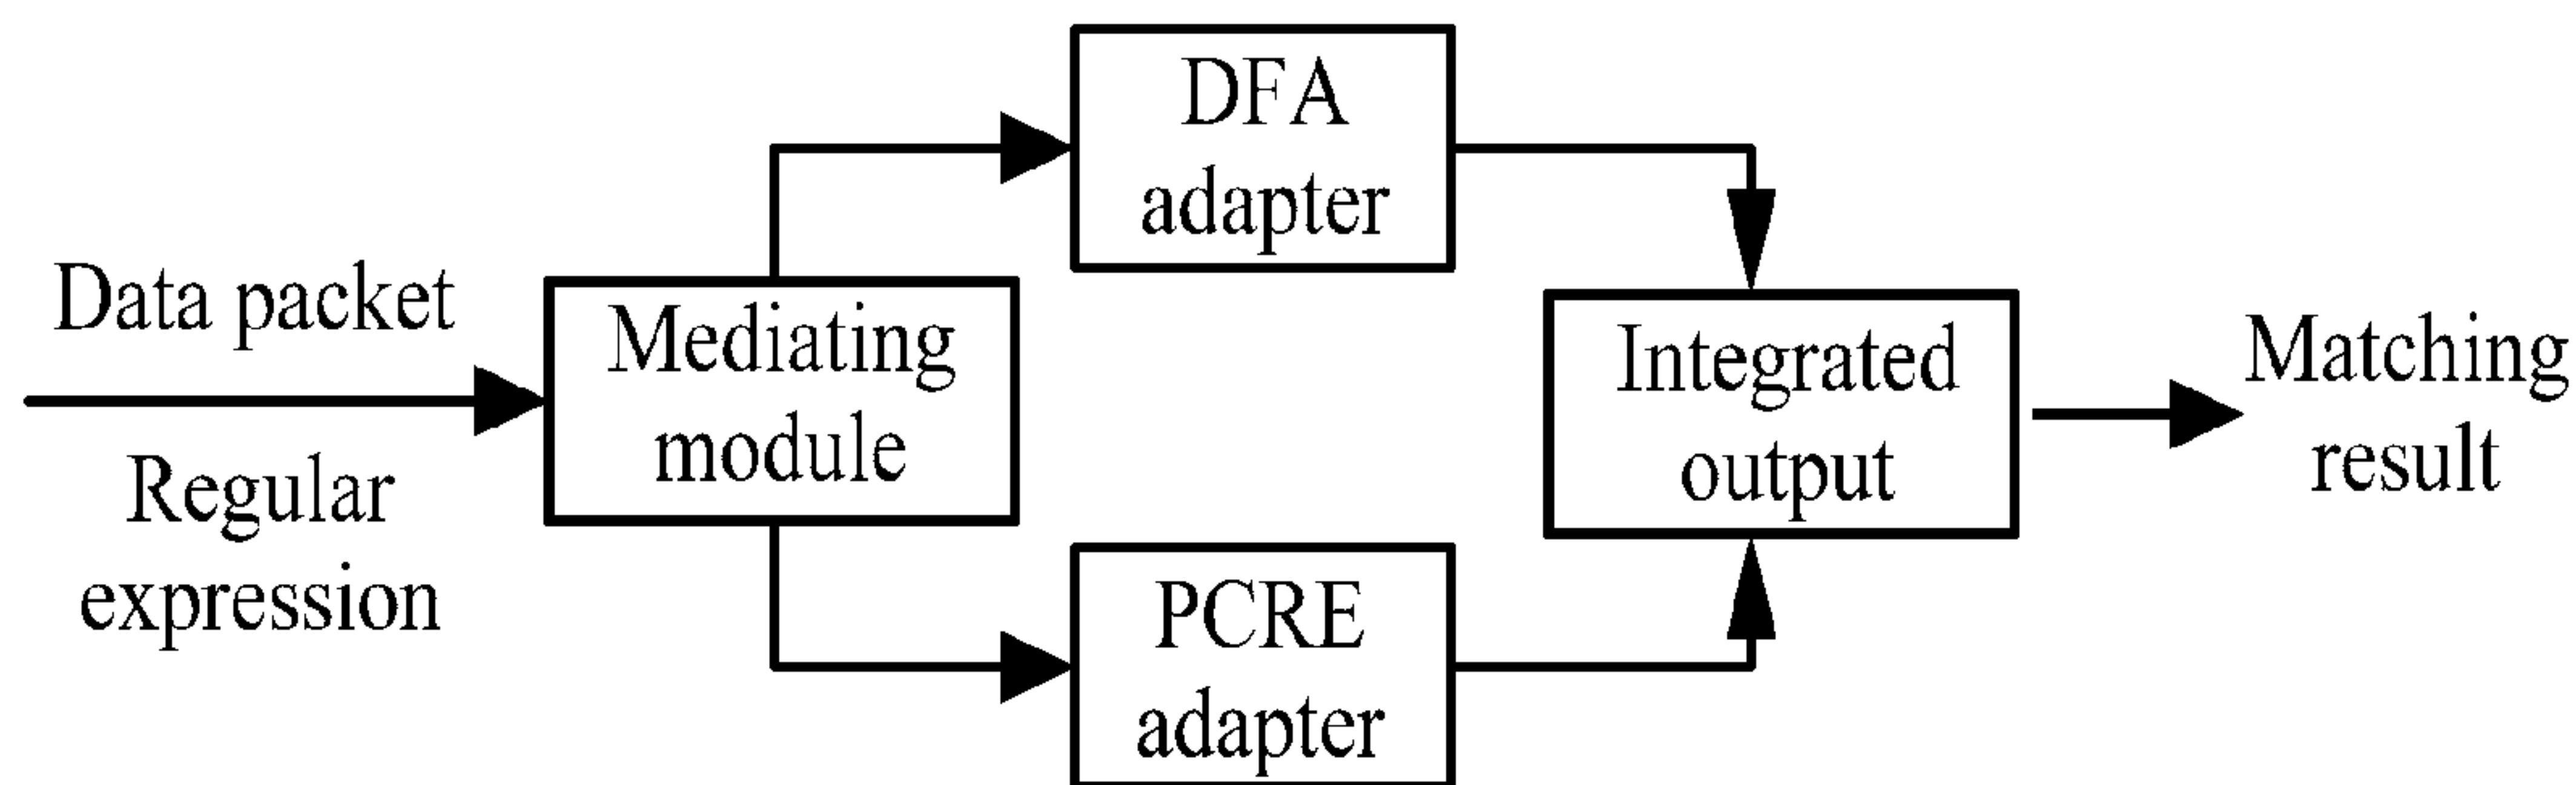 Data packet
Regular
expression
Mediating
module
DFA
adapter
PCRE
adapter
Integrated
output
Matching
result